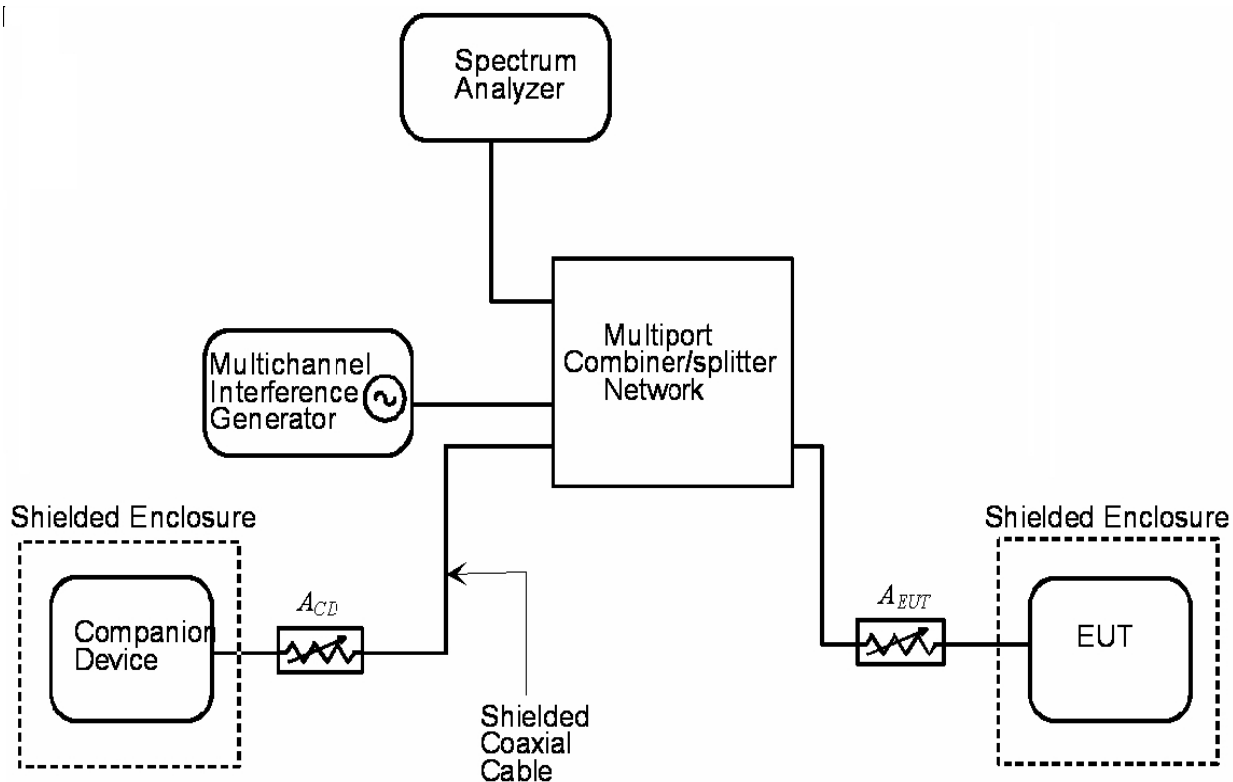 Spectrum
Analyzer
Multiport
Combiner/splitter
Network
Multichannel
Interference
Generator
Shielded Enclosure
Shielded Enclosure
A_CD
A_EUT
Companion
Device
EUT
Shielded
Coaxial
Cable